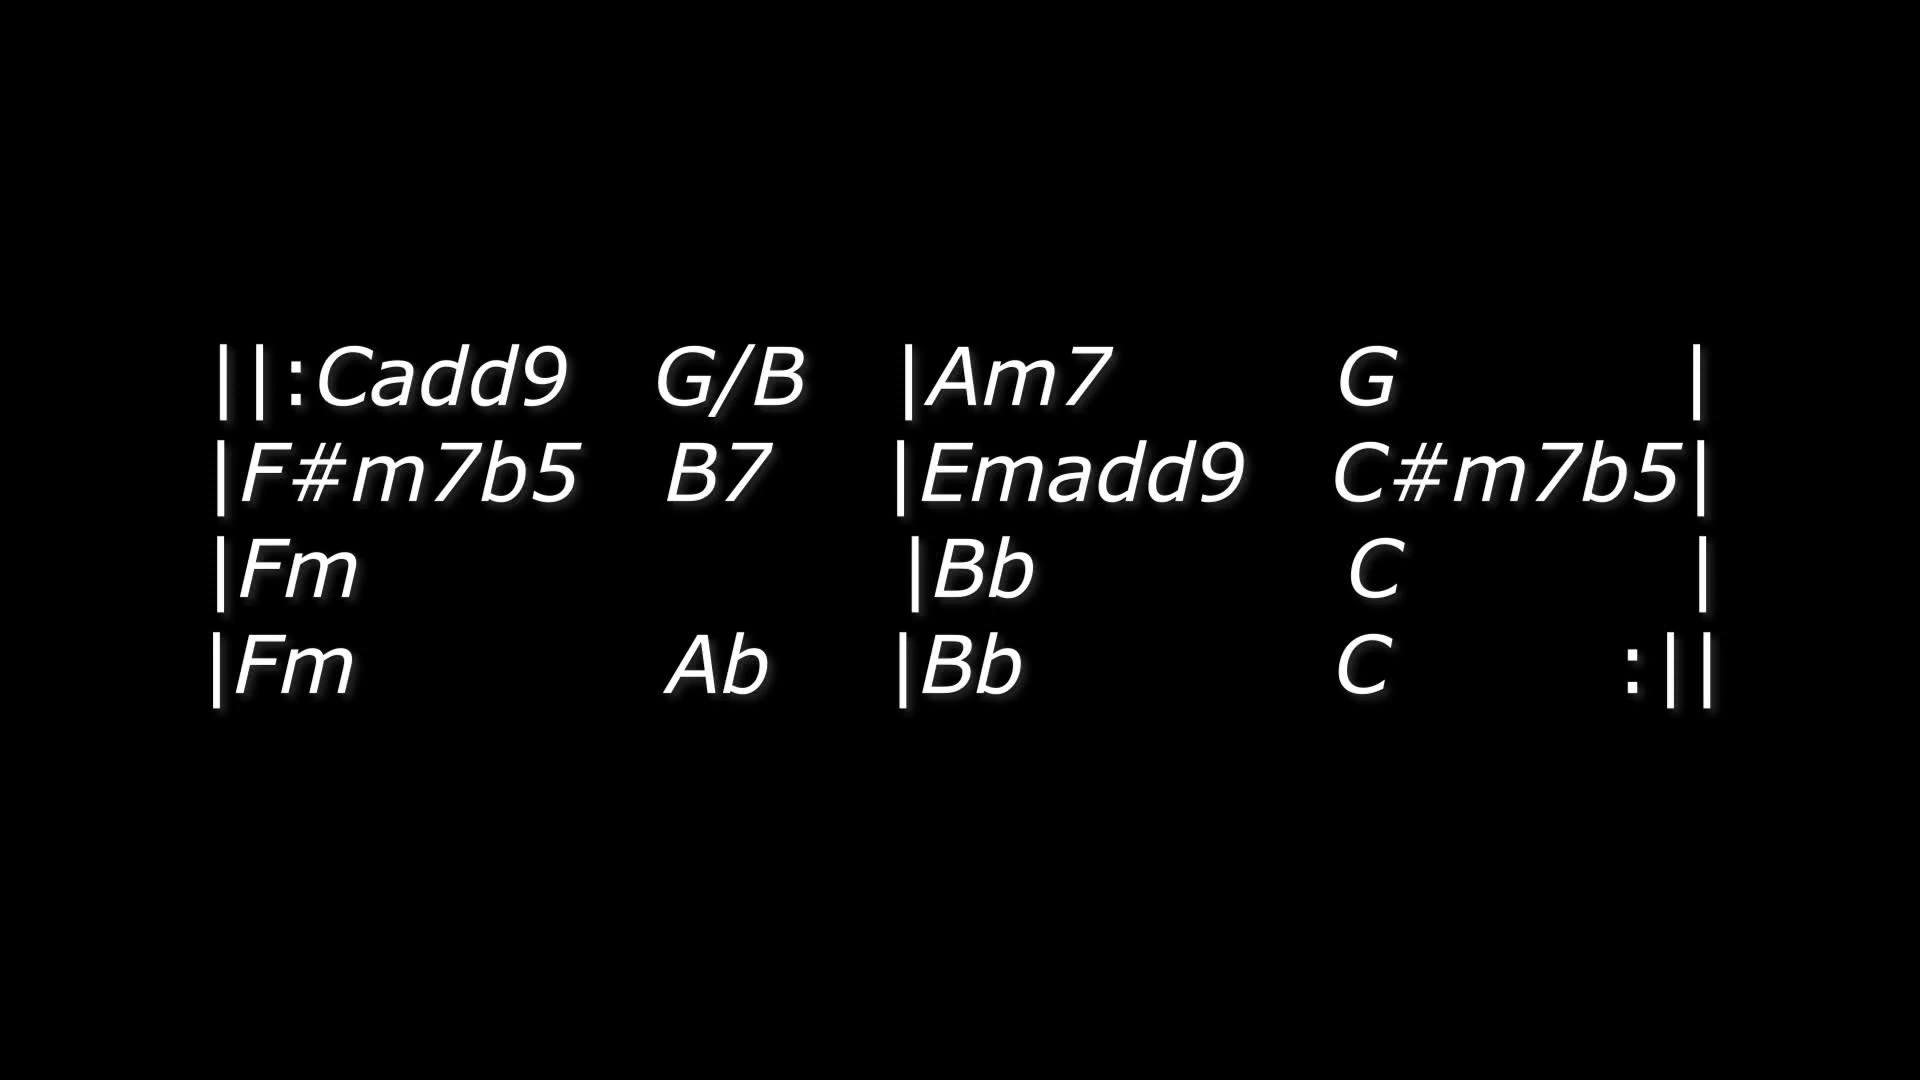 ||:Cadd9 G/B |Am7 G |
|F#m7b5 B7 |Emadd9 C#m7b5|
|Fm |Bb C |
|Fm Ab |Bb C :||